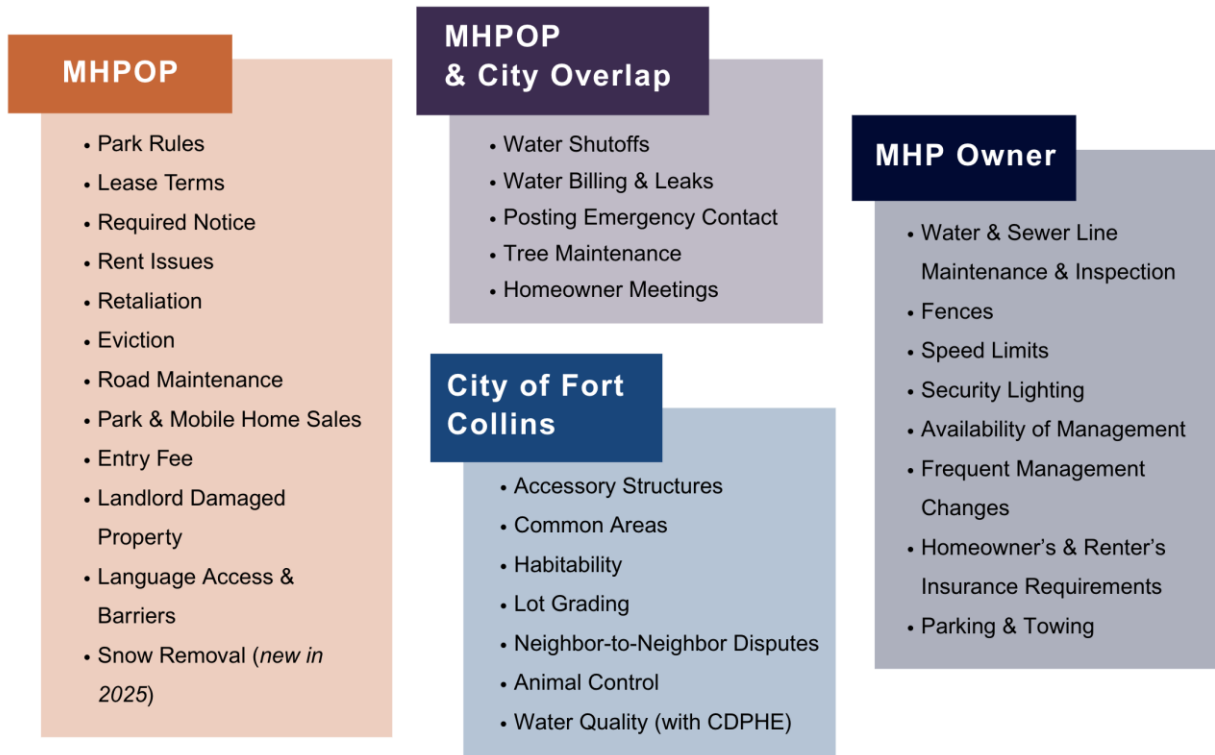 MHPOP
• Park Rules
• Lease Terms
• Required Notice
• Rent Issues
• Retaliation
• Eviction
• Road Maintenance
• Park & Mobile Home Sales
• Entry Fee
• Landlord Damaged
Property
• Language Access &
Barriers
• Snow Removal (new in
2025)
MHPOP
& City Overlap
• Water Shutoffs
• Water Billing & Leaks
• Posting Emergency Contact
• Tree Maintenance
• Homeowner Meetings
City of Fort
Collins
• Accessory Structures
• Common Areas
• Habitability
• Lot Grading
• Neighbor-to-Neighbor Disputes
• Animal Control
• Water Quality (with CDPHE)
MHP Owner
• Water & Sewer Line
Maintenance & Inspection
• Fences
• Speed Limits
• Security Lighting
• Availability of Management
• Frequent Management
Changes
• Homeowner’s & Renter’s
Insurance Requirements
• Parking & Towing